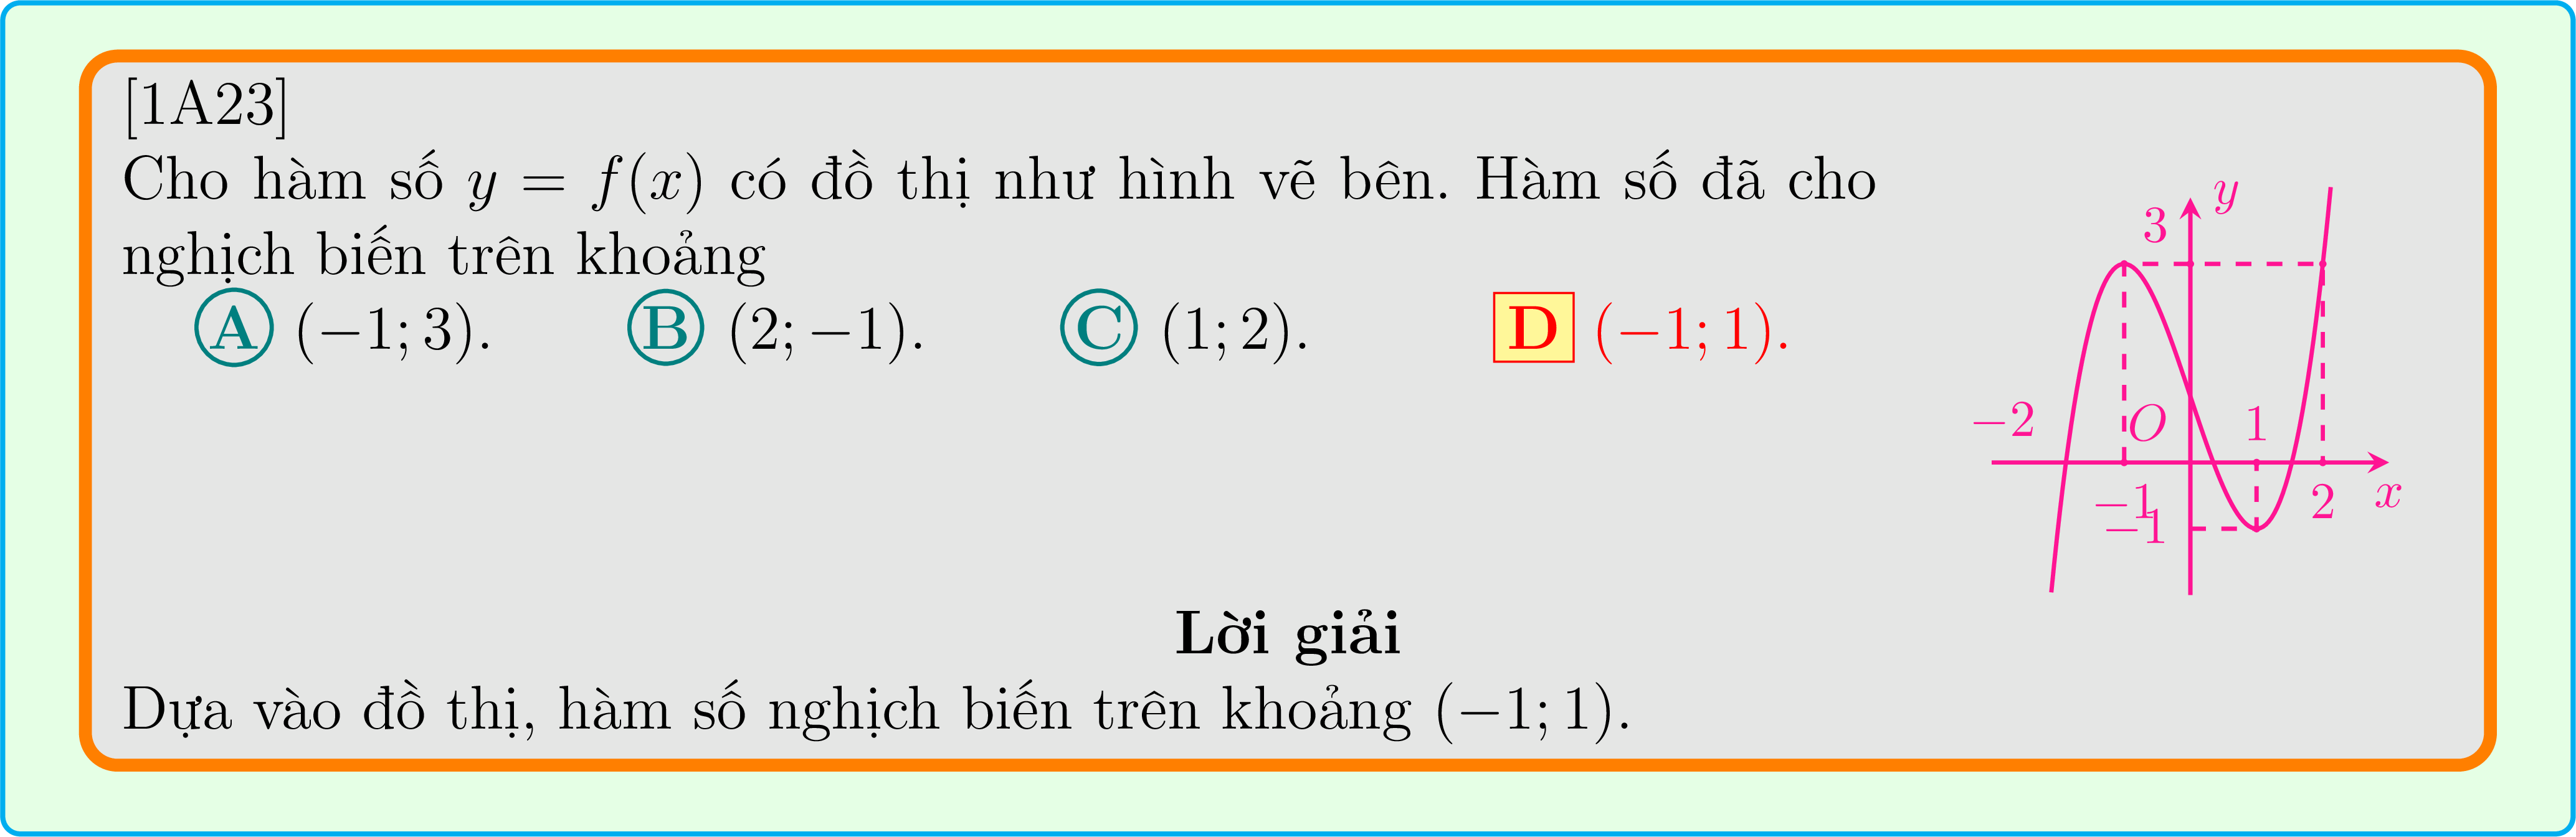 [1A23]
Cho hàm số y = f(x) có đồ thị như hình vẽ bên. Hàm số đã cho
nghịch biến trên khoảng
A (−1; 3). B (2; −1). C (1; 2). D (−1; 1).
y
3
−2 O 1
−1 2 x
−1
Lời giải
Dựa vào đồ thị, hàm số nghịch biến trên khoảng (−1; 1).